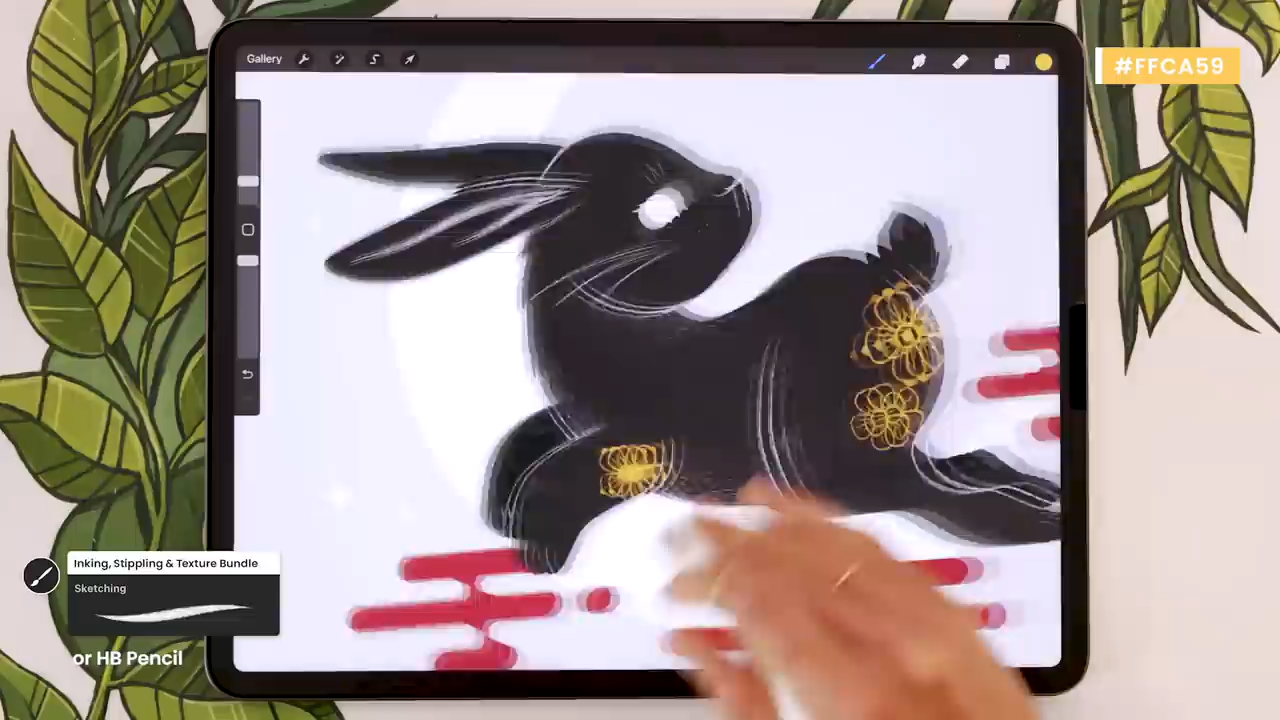 Gallery
#FFCA59
Inking, Stippling & Texture Bundle
Sketching
or HB Pencil